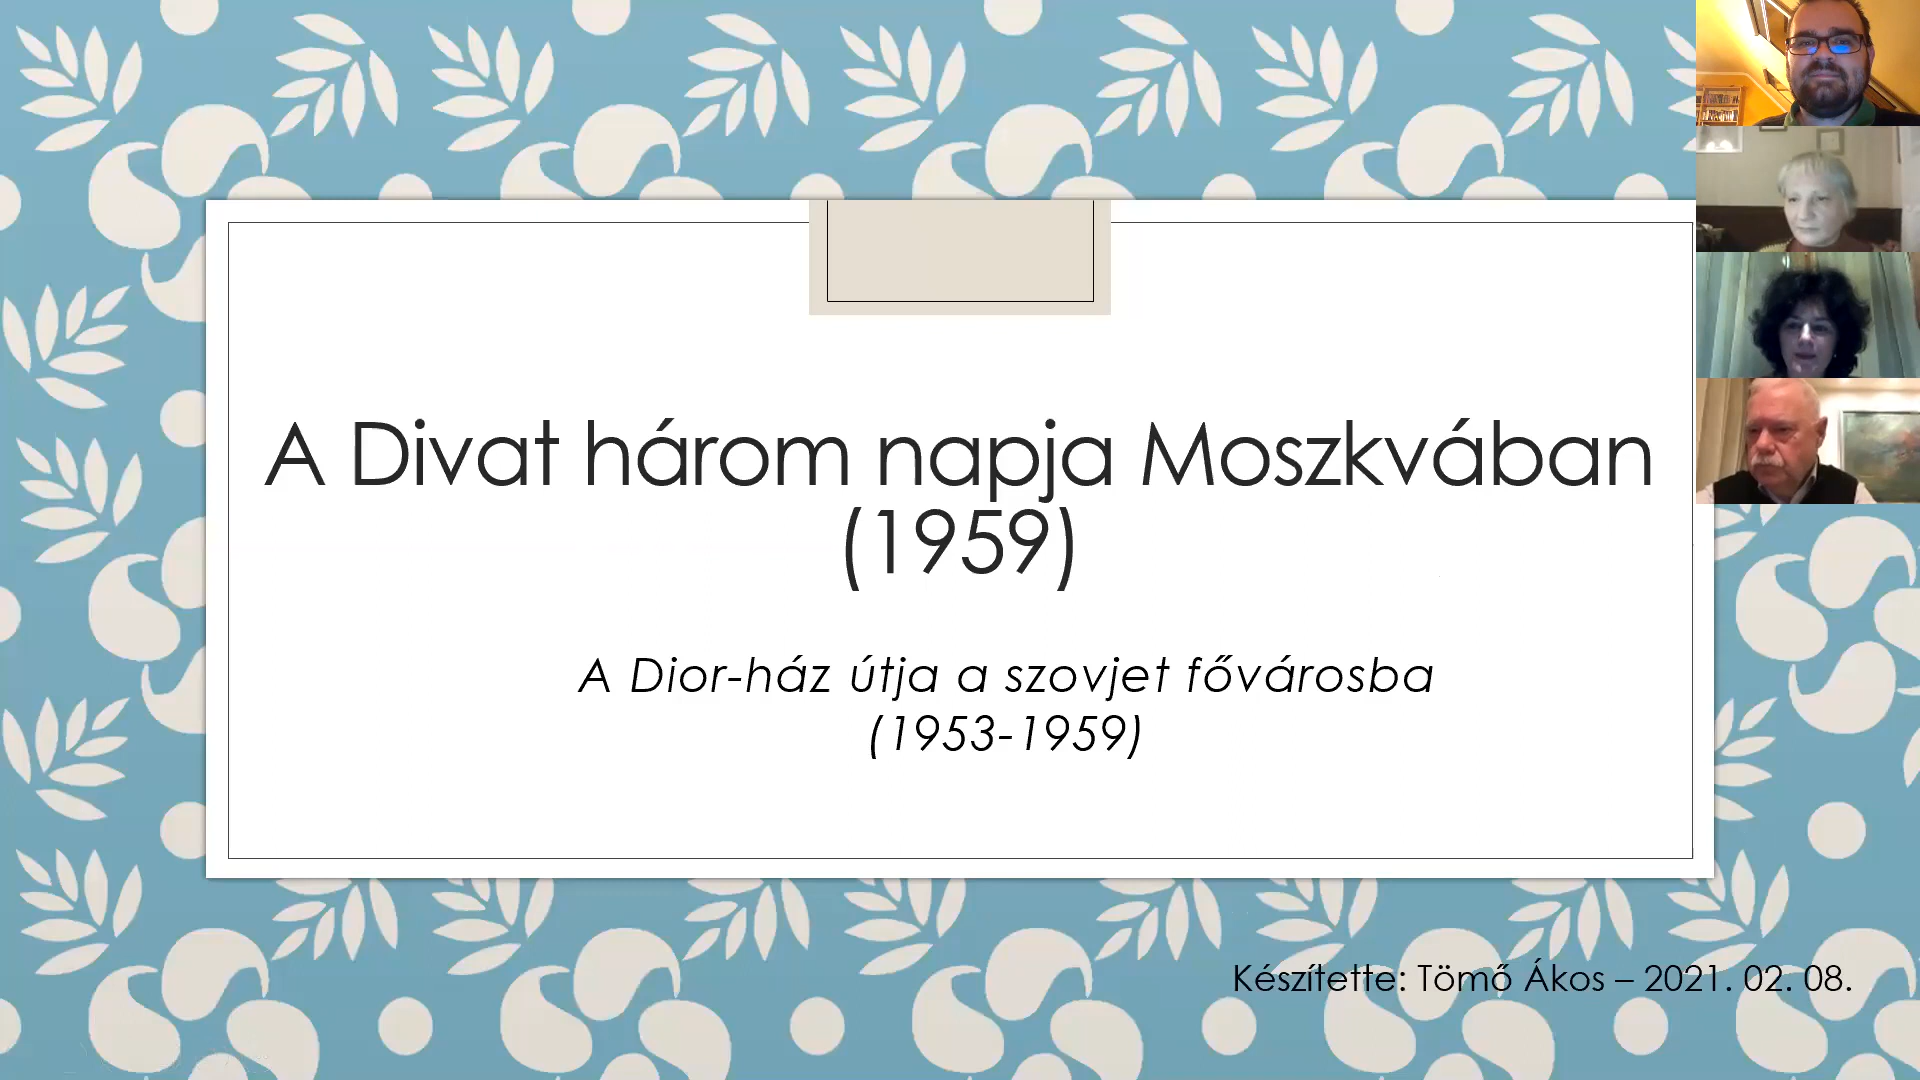 A Divat három napja Moszkvában
(1959)
A Dior-ház útja a szovjet fővárosba
(1953-1959)
Készítette: Tömő Ákos – 2021. 02. 08.